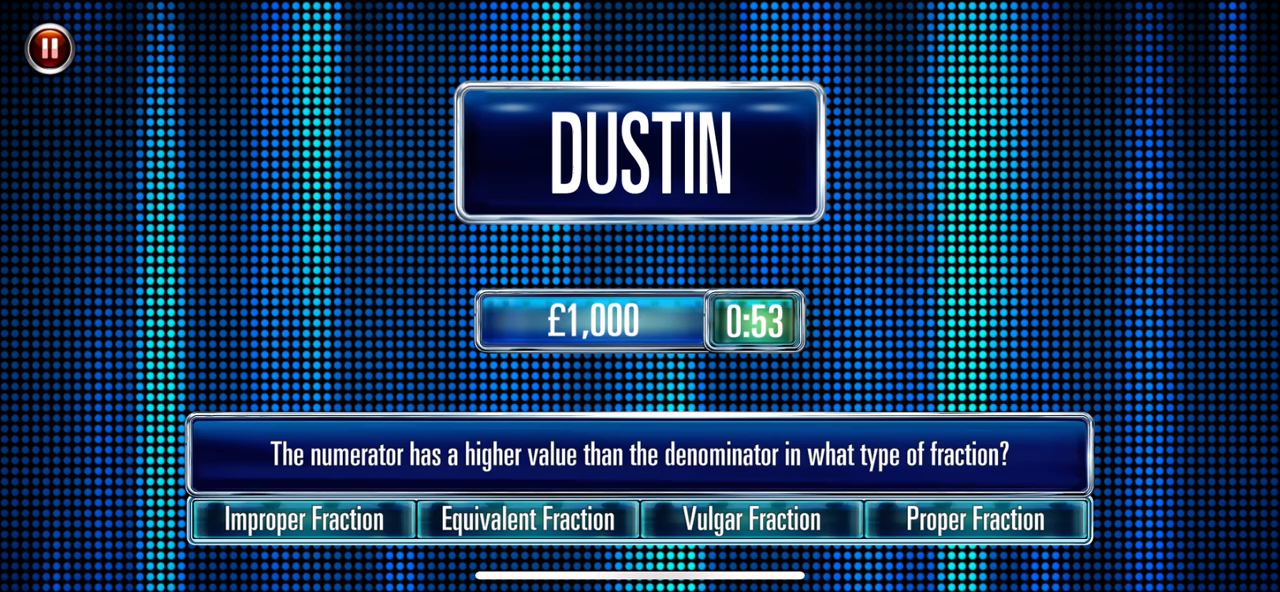 DUSTIN
£1,000
0:53
The numerator has a higher value than the denominator in what type of fraction?
Improper Fraction
Equivalent Fraction
Vulgar Fraction
Proper Fraction